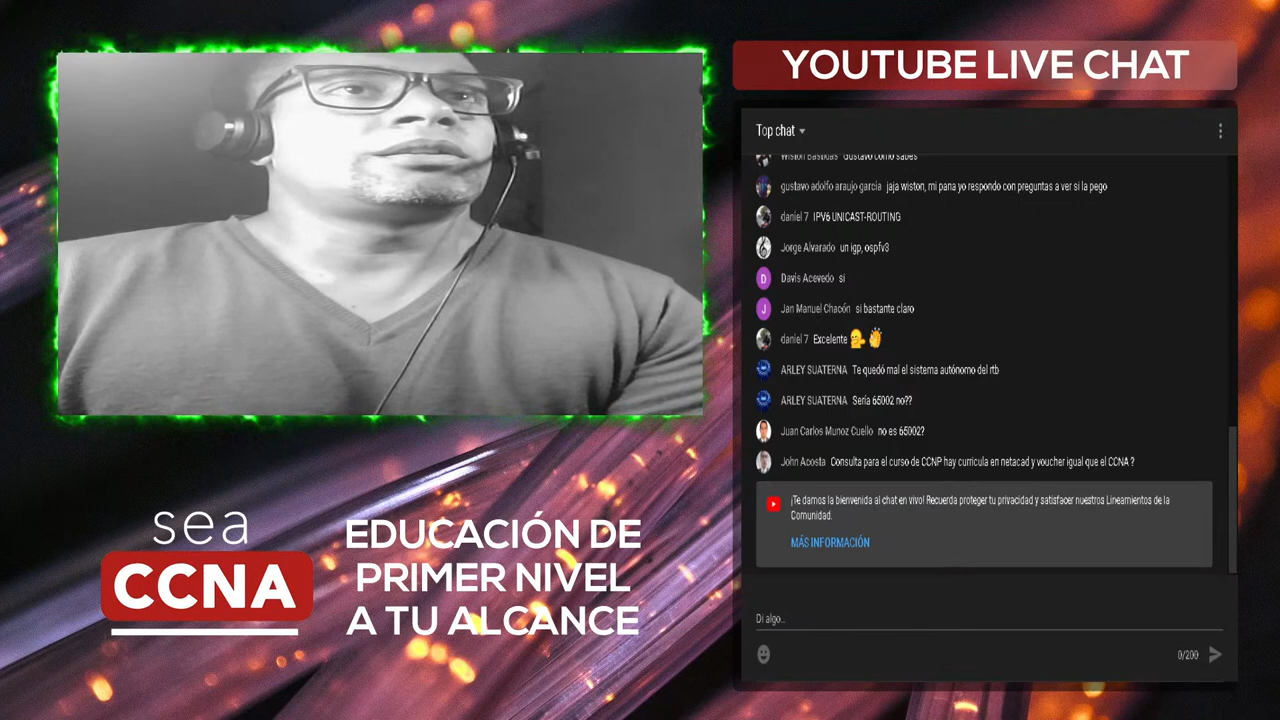 YOUTUBE LIVE CHAT
Top chat
Wiston Bastidas Gustavo como sabes
gustavo adolfo araujo garcia jaja wiston, mi pana yo respondo con preguntas a ver si la pego
daniel 7 IPV6 UNICAST-ROUTING
Jorge Alvarado un igp, ospfv3
D Davis Acevedo si
J Jan Manuel Chacón si bastante claro
daniel 7 Excelente
ARLEY SUATERNA Te quedó mal el sistema autónomo del rtb
ARLEY SUATERNA Sería 65002 no??
Juan Carlos Munoz Cuello no es 65002?
John Acosta Consulta para el curso de CCNP hay curricula en netacad y voucher igual que el CCNA ?
¡Te damos la bienvenida al chat en vivo! Recuerda proteger tu privacidad y satisfacer nuestros Lineamientos de la
Comunidad.
MÁS INFORMACIÓN
Di algo...
0/200
sea
CCNA
EDUCACIÓN DE
PRIMER NIVEL
A TU ALCANCE